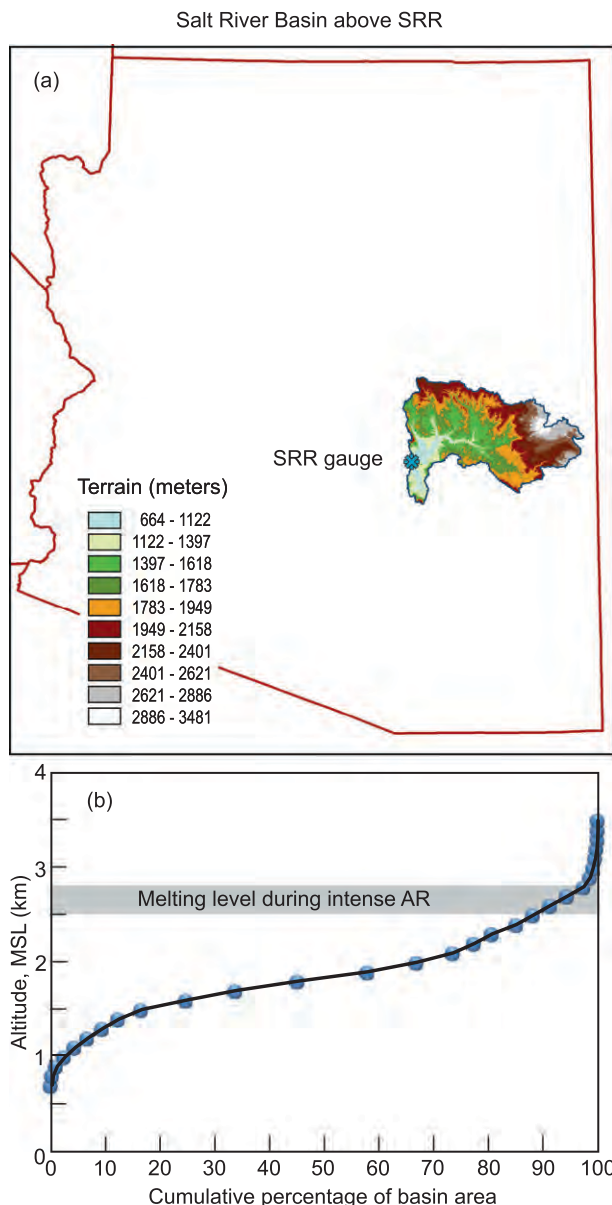 Salt River Basin above SRR
(a)
SRR gauge
Terrain (meters)
664 - 1122
1122 - 1397
1397 - 1618
1618 - 1783
1783 - 1949
1949 - 2158
2158 - 2401
2401 - 2621
2621 - 2886
2886 - 3481
(b)
4
3
2
1
0
Altitude, MSL (km)
Melting level during intense AR
0 10 20 30 40 50 60 70 80 90 100
Cumulative percentage of basin area